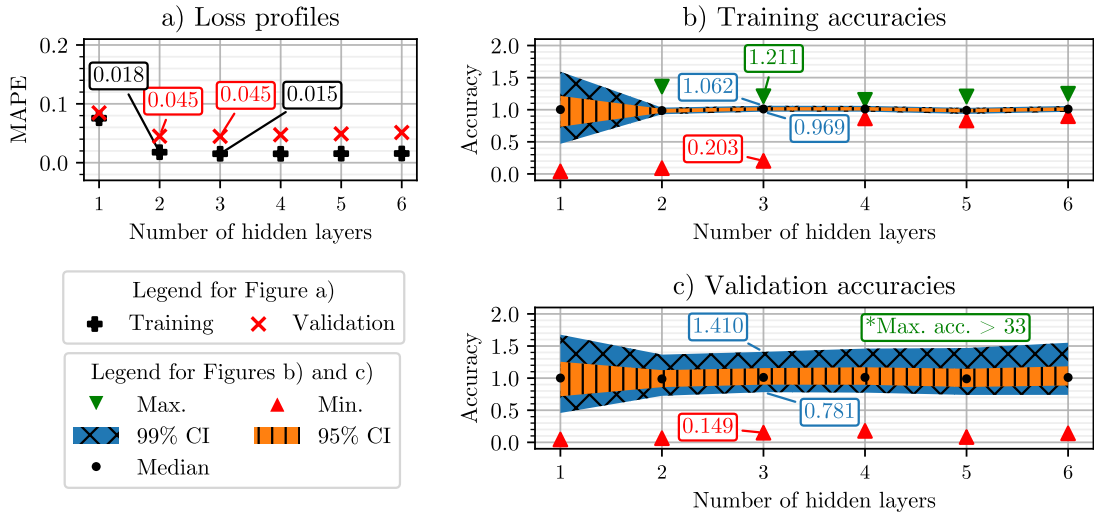 a) Loss profiles
MAPE
0.2
0.1
0.0
0.018
0.045
0.045
0.015
1 2 3 4 5 6
Number of hidden layers
b) Training accuracies
Accuracy
2.0
1.5
1.0
0.5
0.0
1.211
1.062
0.969
0.203
1 2 3 4 5 6
Number of hidden layers
Legend for Figure a)
Training Validation
Legend for Figures b) and c)
Max. Min.
99% CI 95% CI
Median
c) Validation accuracies
Accuracy
2.0
1.5
1.0
0.5
0.0
1.410
*Max. acc. > 33
0.781
0.149
1 2 3 4 5 6
Number of hidden layers